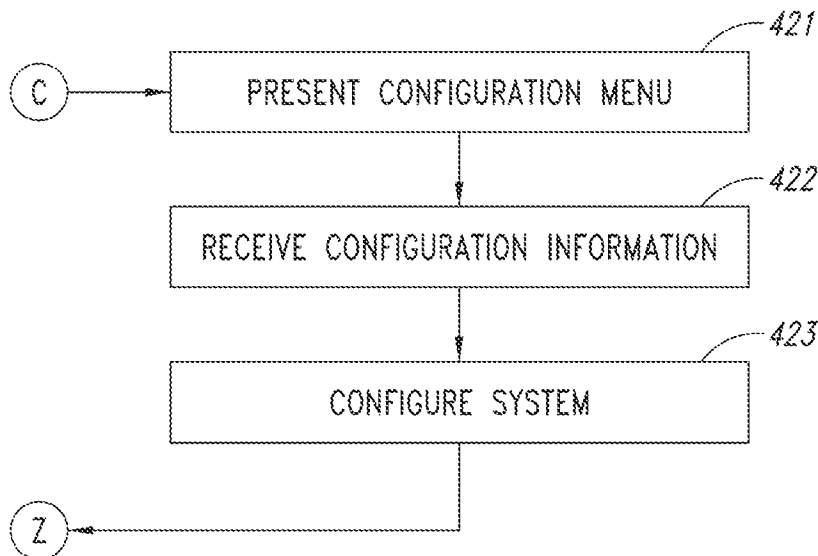 421
C
PRESENT CONFIGURATION MENU
422
RECEIVE CONFIGURATION INFORMATION
423
CONFIGURE SYSTEM
Z